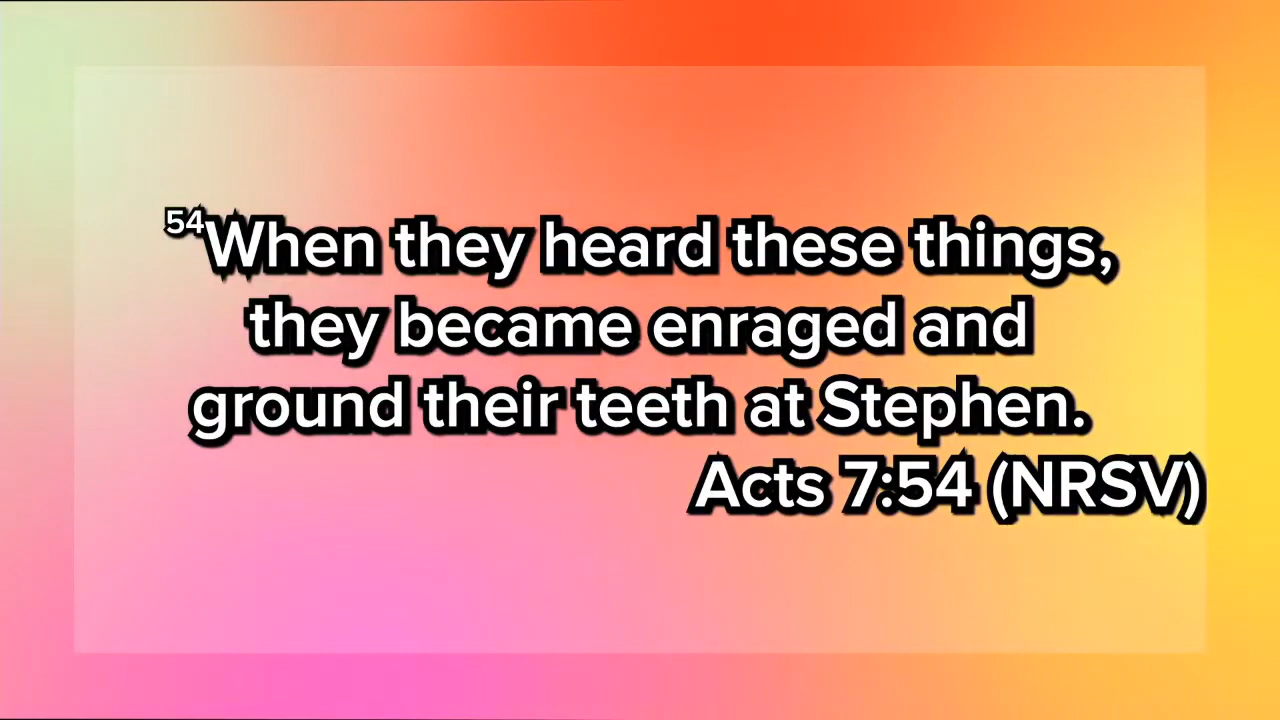 54When they heard these things,
they became enraged and
ground their teeth at Stephen.
Acts 7:54 (NRSV)